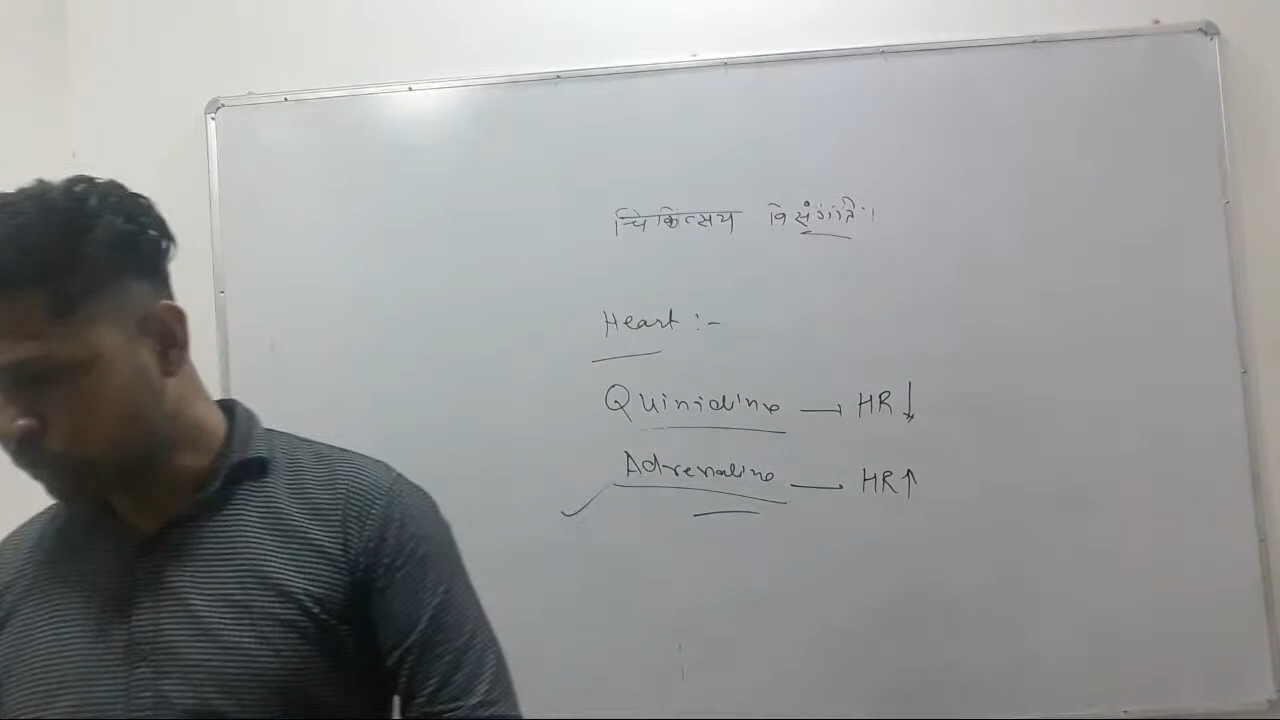 चिकित्सय विसंगति।
Heart :-
Quinidine → HR ↓
Adrenaline — HR ↑